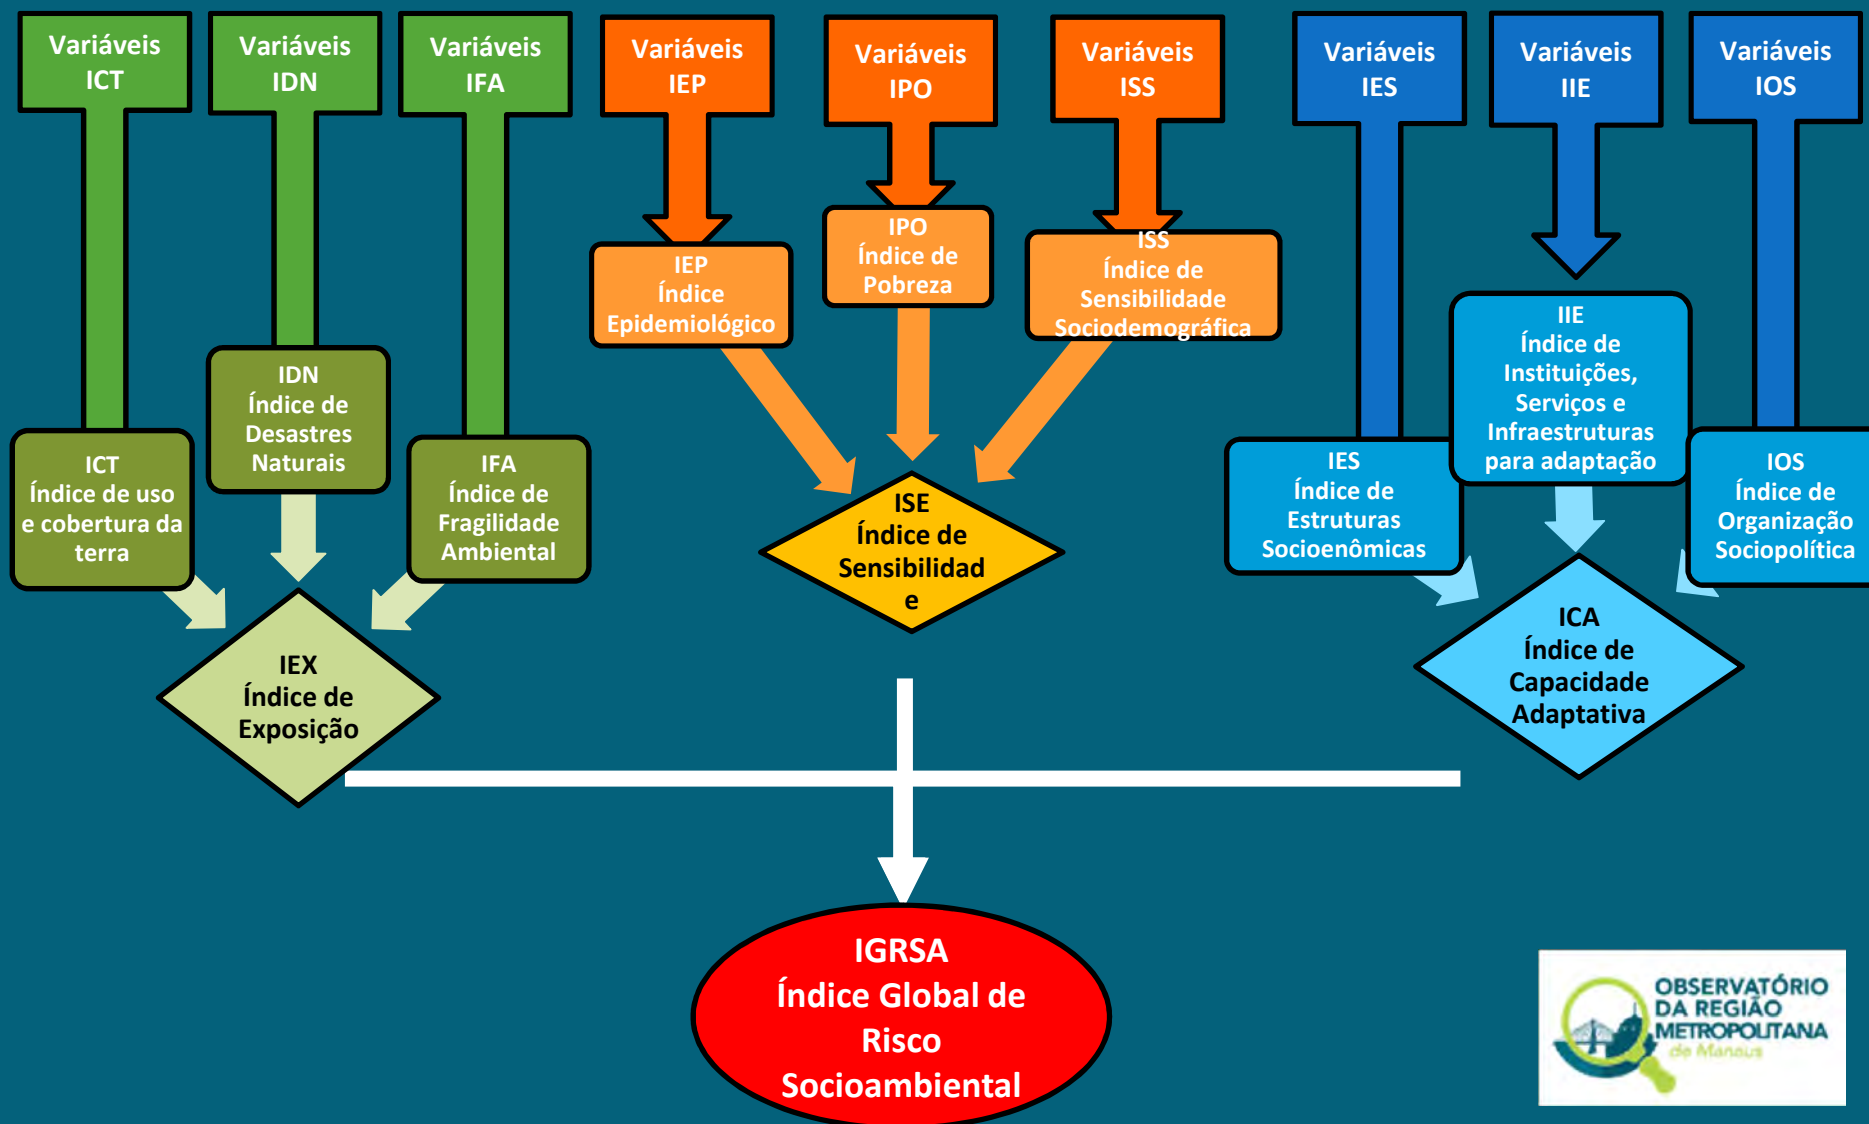 Variáveis
ICT
Variáveis
IDN
Variáveis
IFA
Variáveis
IEP
Variáveis
IPO
Variáveis
ISS
Variáveis
IES
Variáveis
IIE
Variáveis
IOS
ICT
Índice de uso
e cobertura da
terra
IDN
Índice de
Desastres
Naturais
IFA
Índice de
Fragilidade
Ambiental
IEP
Índice
Epidemiológico
IPO
Índice de
Pobreza
ISS
Índice de
Sensibilidade
Sociodemográfica
IES
Índice de
Estruturas
Socioenômicas
IIE
Índice de
Instituições,
Serviços e
Infraestruturas
para adaptação
IOS
Índice de
Organização
Sociopolítica
IEX
Índice de
Exposição
ISE
Índice de
Sensibilidad
e
ICA
Índice de
Capacidade
Adaptativa
IGRSA
Índice Global de
Risco
Socioambiental
OBSERVATÓRIO
DA REGIÃO
METROPOLITANA
de Manaus